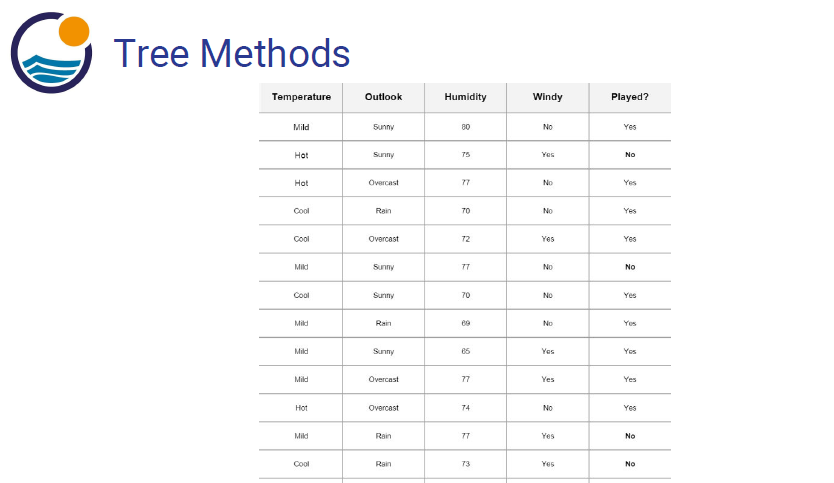 Tree Methods
Temperature Outlook Humidity Windy Played?
Mild Sunny 80 No Yes
Hot Sunny 75 Yes No
Hot Overcast 77 No Yes
Cool Rain 70 No Yes
Cool Overcast 72 Yes Yes
Mild Sunny 77 No No
Cool Sunny 70 No Yes
Mild Rain 69 No Yes
Mild Sunny 65 Yes Yes
Mild Overcast 77 Yes Yes
Hot Overcast 74 No Yes
Mild Rain 77 Yes No
Cool Rain 73 Yes No